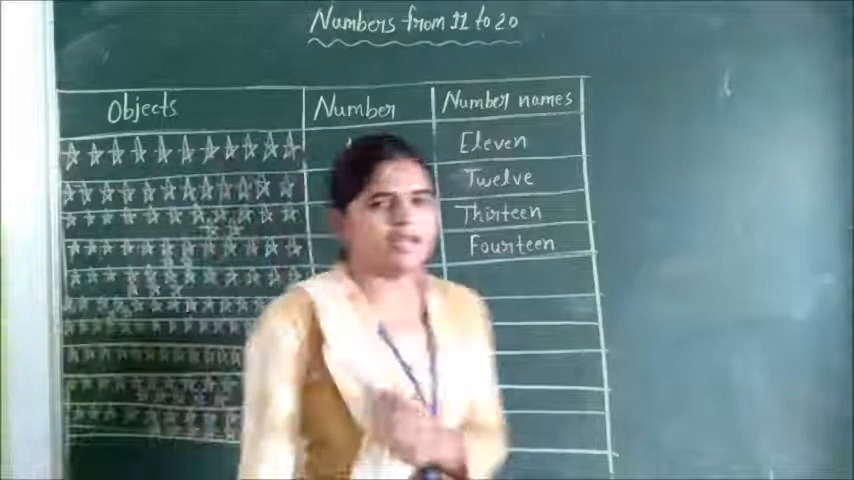 Numbers from 11 to 20
Objects Number Number names
Eleven
Twelve
Thirteen
Fourteen